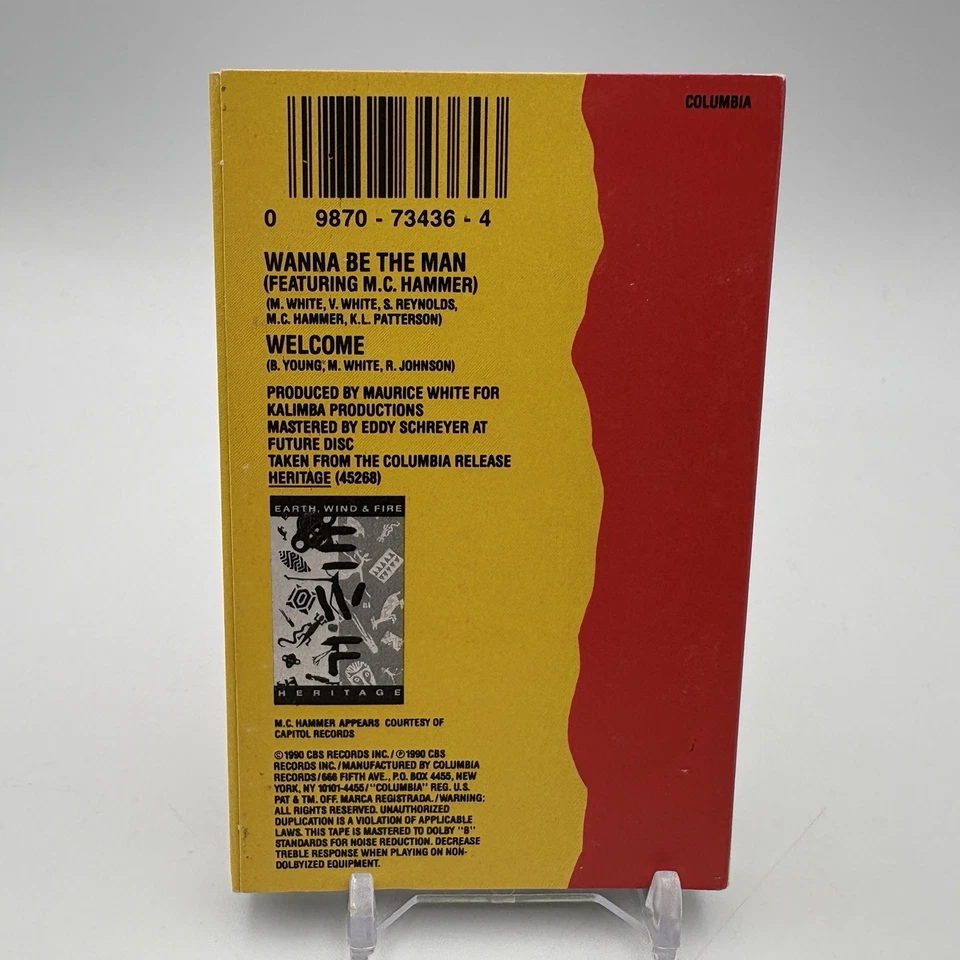 COLUMBIA
0 9870 - 73436 - 4
WANNA BE THE MAN
(FEATURING M.C. HAMMER)
(M. WHITE, V. WHITE, S. REYNOLDS,
M.C. HAMMER, K.L. PATTERSON)
WELCOME
(B. YOUNG, M. WHITE, R. JOHNSON)
PRODUCED BY MAURICE WHITE FOR
KALIMBA PRODUCTIONS
MASTERED BY EDDY SCHREYER AT
FUTURE DISC
TAKEN FROM THE COLUMBIA RELEASE
HERITAGE (45268)
EARTH, WIND & FIRE
HERITAGE
M.C. HAMMER APPEARS COURTESY OF
CAPITOL RECORDS
©1990 CBS RECORDS INC./℗1990 CBS
RECORDS INC./MANUFACTURED BY COLUMBIA
RECORDS/666 FIFTH AVE., P.O. BOX 4455, NEW
YORK, NY 10101-4455/"COLUMBIA" REG. U.S.
PAT & TM. OFF. MARCA REGISTRADA./WARNING:
ALL RIGHTS RESERVED. UNAUTHORIZED
DUPLICATION IS A VIOLATION OF APPLICABLE
LAWS. THIS TAPE IS MASTERED TO DOLBY "B"
STANDARDS FOR NOISE REDUCTION. DECREASE
TREBLE RESPONSE WHEN PLAYING ON NON-
DOLBYIZED EQUIPMENT.